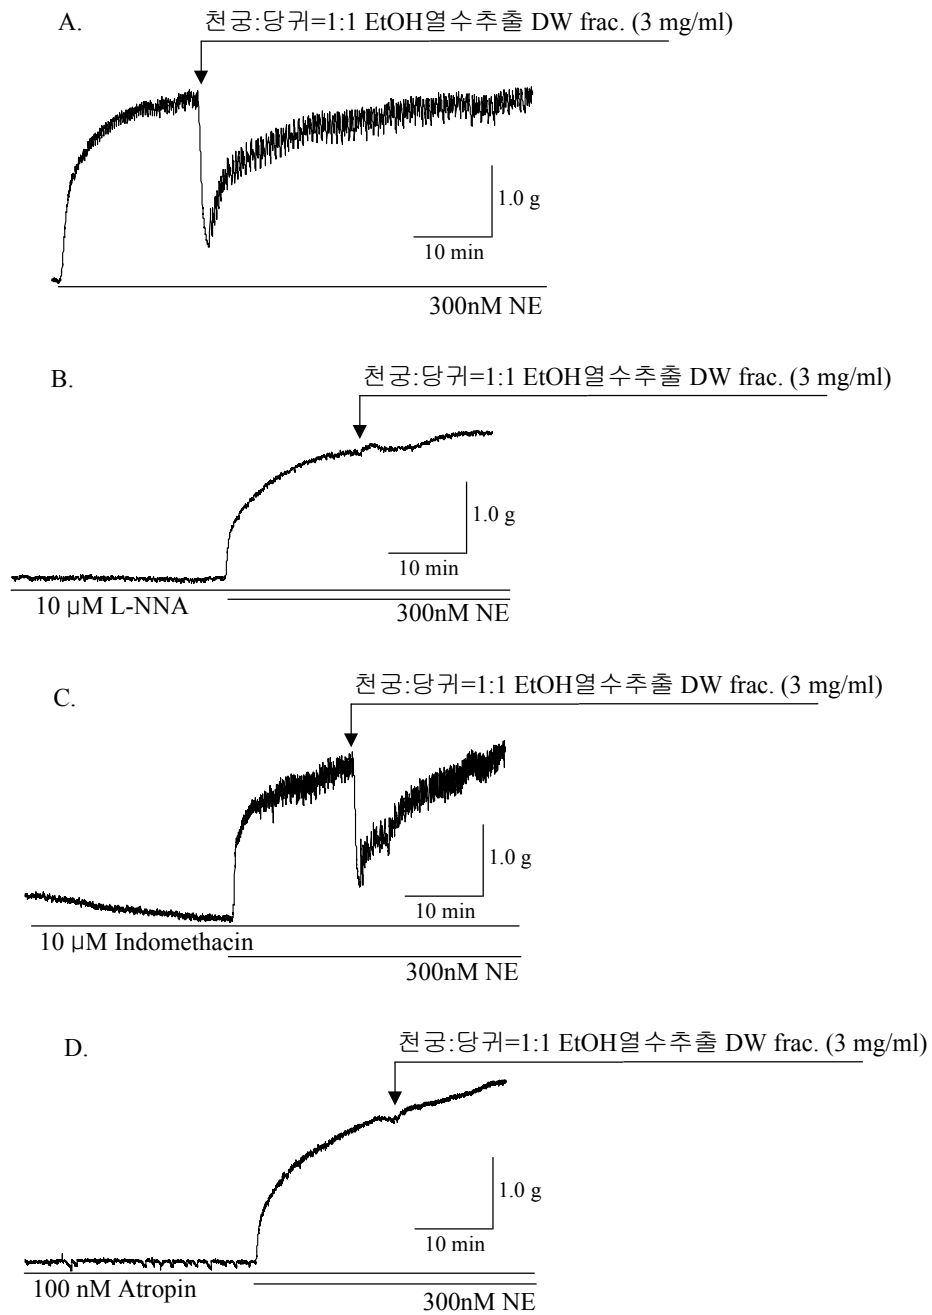 A.
천궁:당귀=1:1 EtOH열수추출 DW frac. (3 mg/ml)
1.0 g
10 min
300nM NE
B.
천궁:당귀=1:1 EtOH열수추출 DW frac. (3 mg/ml)
1.0 g
10 min
10 μM L-NNA
300nM NE
C.
천궁:당귀=1:1 EtOH열수추출 DW frac. (3 mg/ml)
1.0 g
10 min
10 μM Indomethacin
300nM NE
D.
천궁:당귀=1:1 EtOH열수추출 DW frac. (3 mg/ml)
1.0 g
10 min
100 nM Atropin
300nM NE